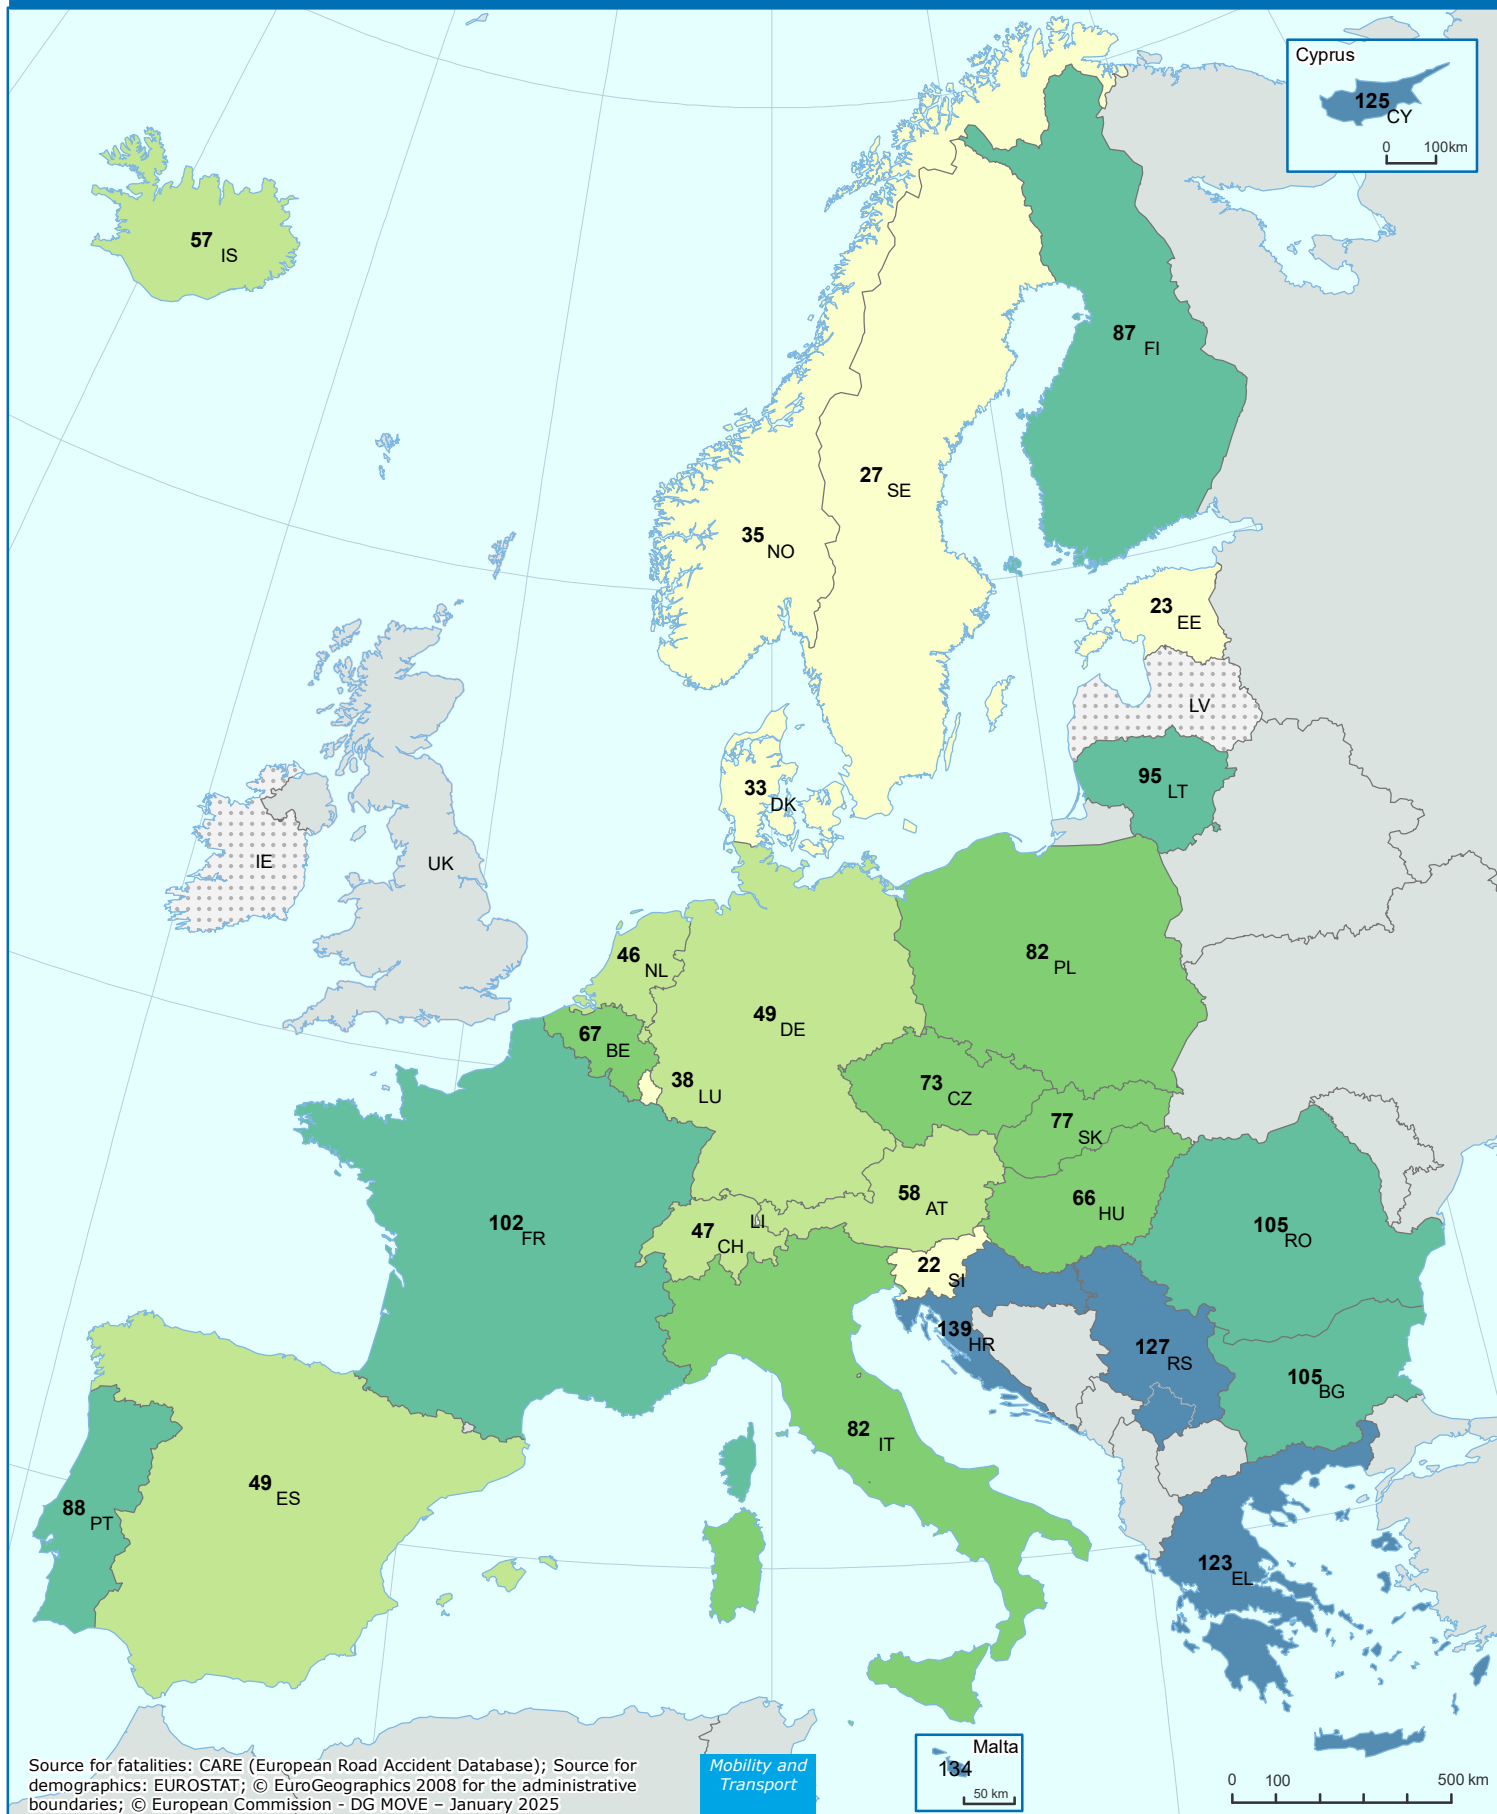 Cyprus
125
CY
0 100km
57
IS
87
FI
27
SE
35
NO
23
EE
LV
95
LT
33
DK
IE
UK
46
NL
82
PL
49
DE
67
BE
38
LU
73
CZ
77
SK
58
AT
66
HU
102
FR
47
CH
LI
105
RO
22
SI
139
HR
127
RS
105
BG
82
IT
49
ES
88
PT
123
EL
Malta
134
50 km
Source for fatalities: CARE (European Road Accident Database); Source for
demographics: EUROSTAT; © EuroGeographics 2008 for the administrative
boundaries; © European Commission - DG MOVE – January 2025
Mobility and
Transport
0 100 500 km